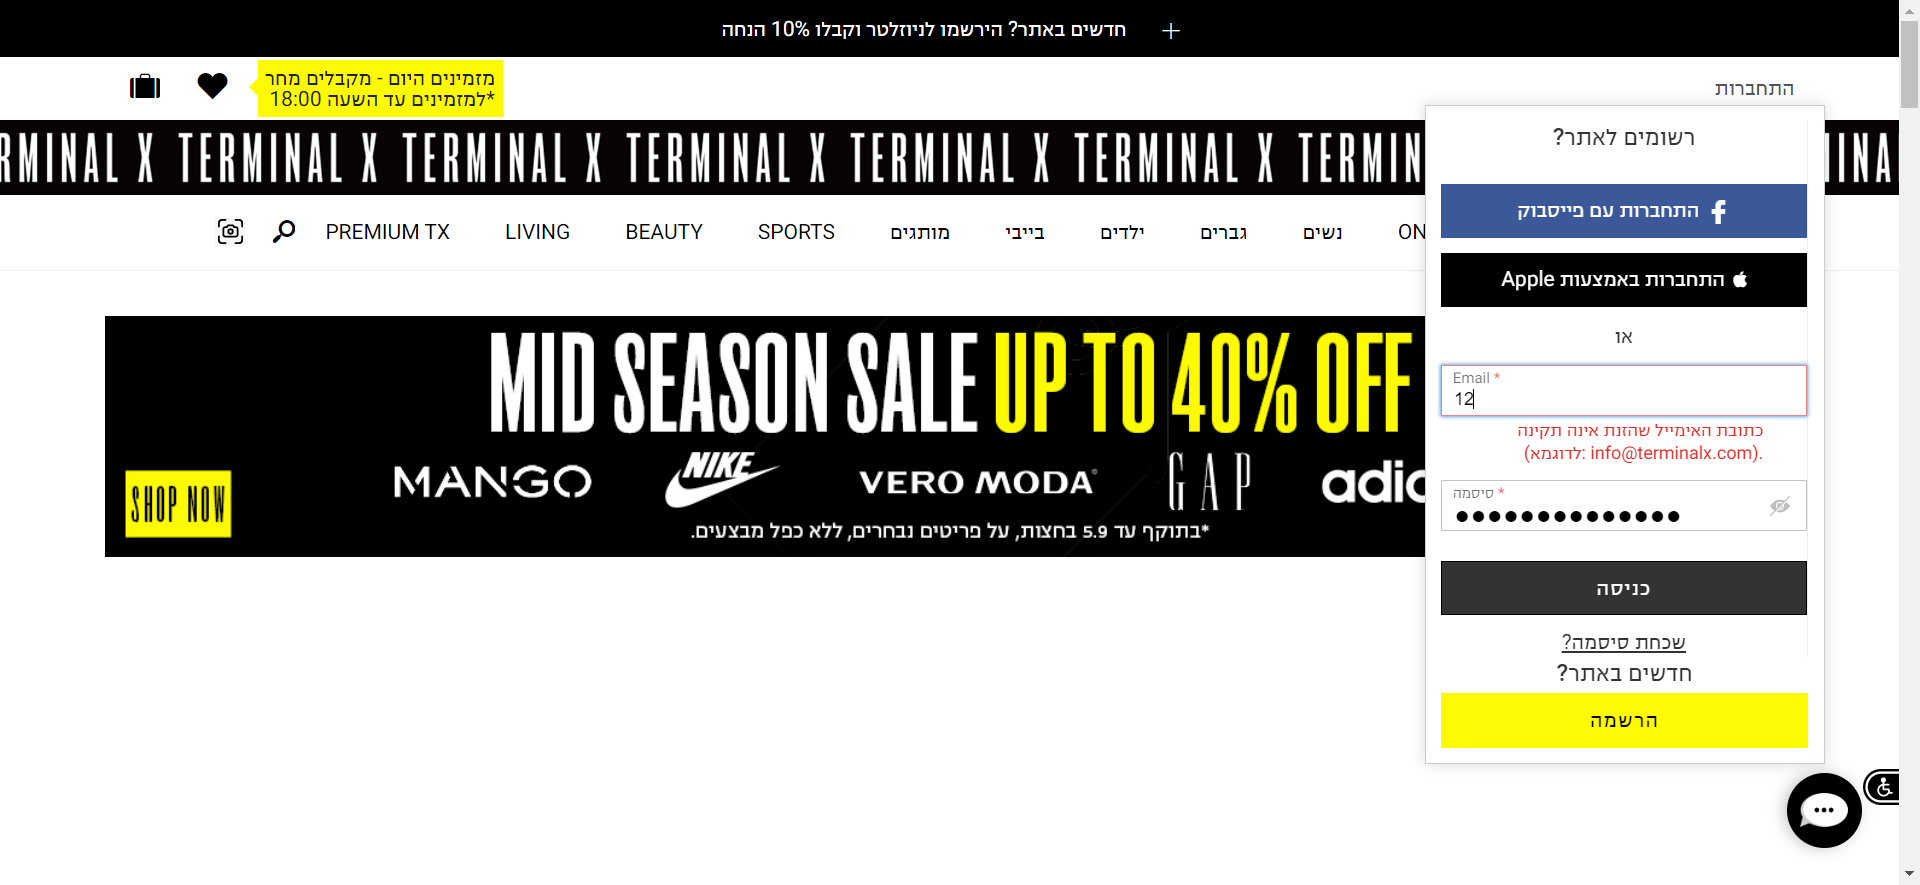 חדשים באתר? הירשמו לניוזלטר וקבלו 10% הנחה
התחברות
מזמינים היום - מקבלים מחר
*למזמינים עד השעה 18:00
RMINAL X TERMINAL X TERMINAL X TERMINAL X TERMINAL X TERMIN
INA
ON
נשים
גברים
ילדים
בייבי
מותגים
SPORTS
BEAUTY
LIVING
PREMIUM TX
MID SEASON SALE UP TO 40% OFF
MANGO
NIKE
VERO MODA
GAP
adid
SHOP NOW
*בתוקף עד 5.9 בחצות, על פריטים נבחרים, ללא כפל מבצעים.
רשומים לאתר?
התחברות עם פייסבוק
התחברות באמצעות Apple
או
Email *
12
כתובת האימייל שהזנת אינה תקינה
(לדוגמא: info@terminalx.com).
סיסמה *
●●●●●●●●●●●●●●
כניסה
שכחת סיסמה?
חדשים באתר?
הרשמה